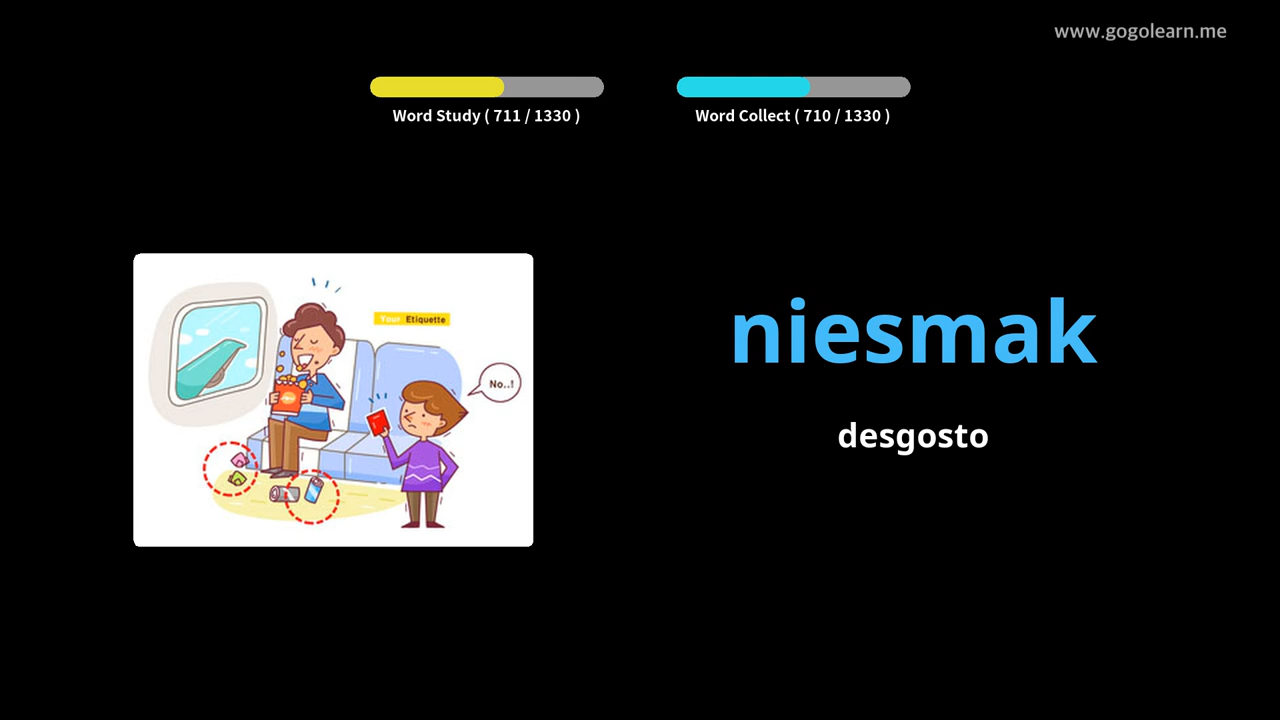 www.gogolearn.me
Word Study ( 711 / 1330 )
Word Collect ( 710 / 1330 )
Your Etiquette
No..!
niesmak
desgosto